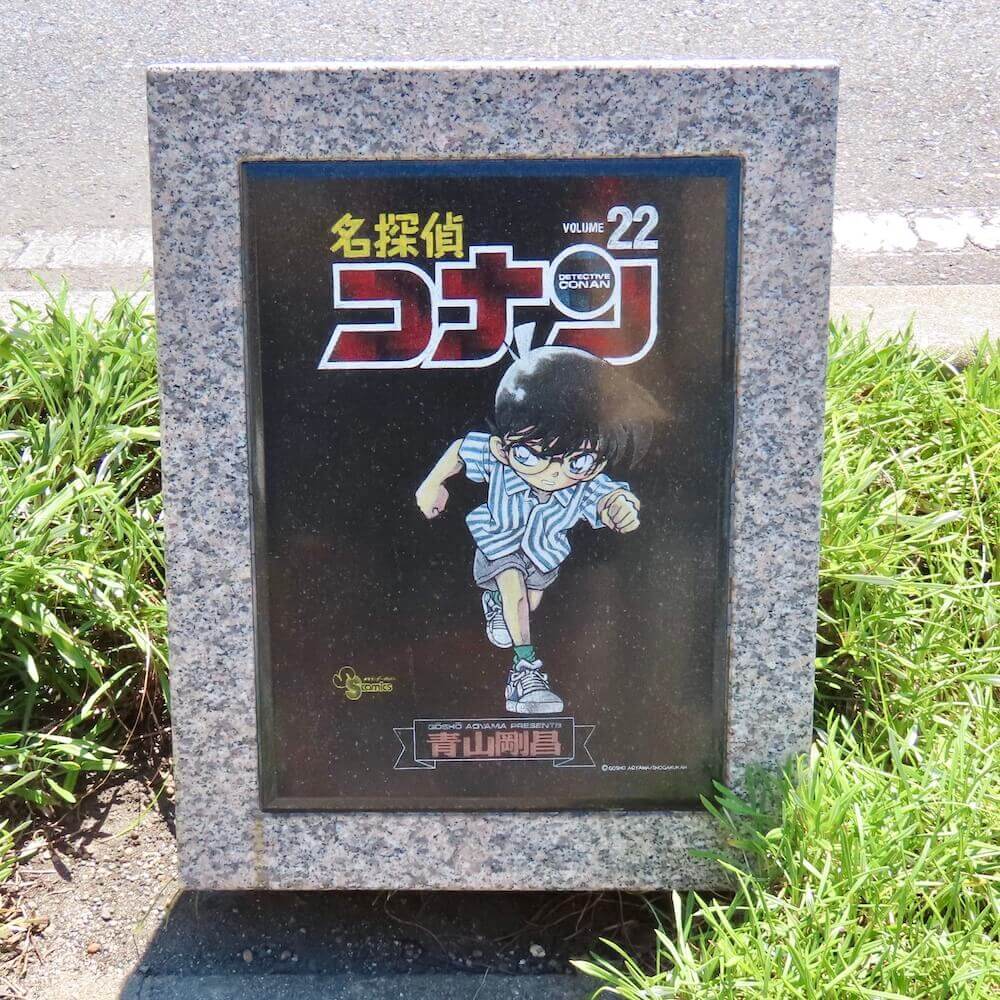 名探偵
VOLUME 22
コナン
DETECTIVE
CONAN
comics
GOSHO AOYAMA PRESENTS
青山剛昌
©GOSHO AOYAMA/SHOGAKUKAN